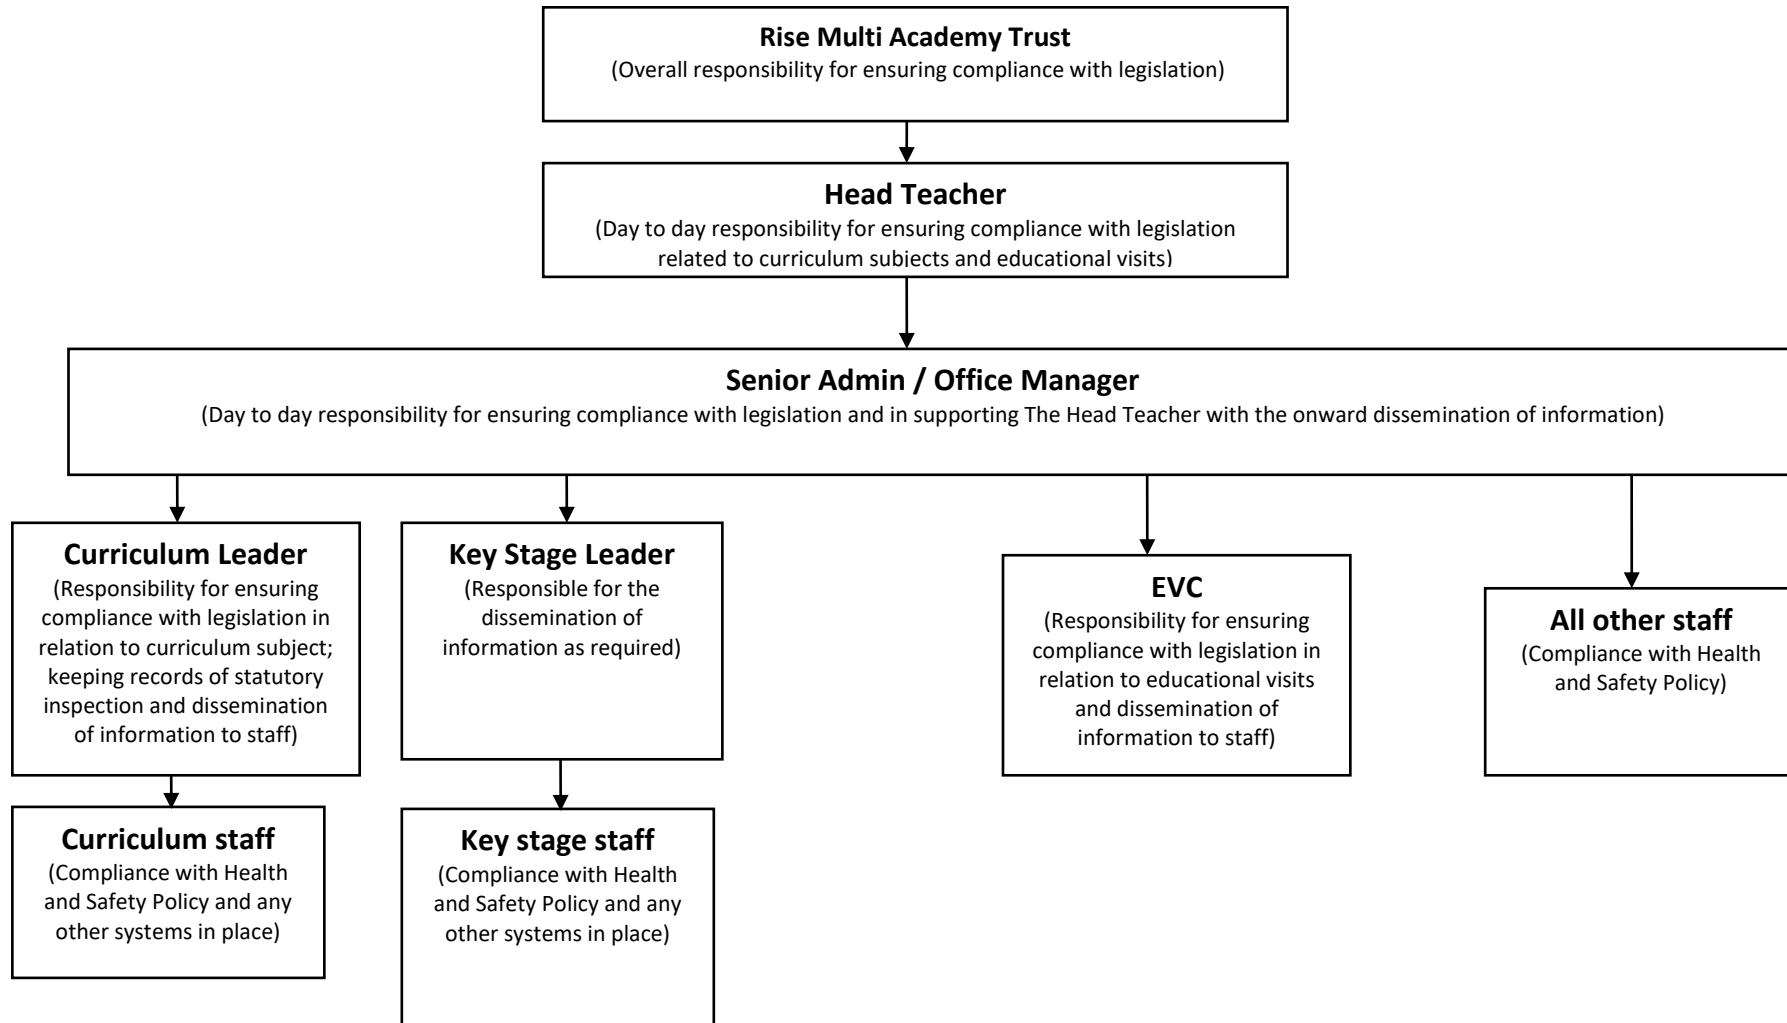 Rise Multi Academy Trust
(Overall responsibility for ensuring compliance with legislation)
Head Teacher
(Day to day responsibility for ensuring compliance with legislation
related to curriculum subjects and educational visits)
Senior Admin / Office Manager
(Day to day responsibility for ensuring compliance with legislation and in supporting The Head Teacher with the onward dissemination of information)
Curriculum Leader
(Responsibility for ensuring
compliance with legislation in
relation to curriculum subject;
keeping records of statutory
inspection and dissemination
of information to staff)
Key Stage Leader
(Responsible for the
dissemination of
information as required)
EVC
(Responsibility for ensuring
compliance with legislation in
relation to educational visits
and dissemination of
information to staff)
All other staff
(Compliance with Health
and Safety Policy)
Curriculum staff
(Compliance with Health
and Safety Policy and any
other systems in place)
Key stage staff
(Compliance with Health
and Safety Policy and any
other systems in place)